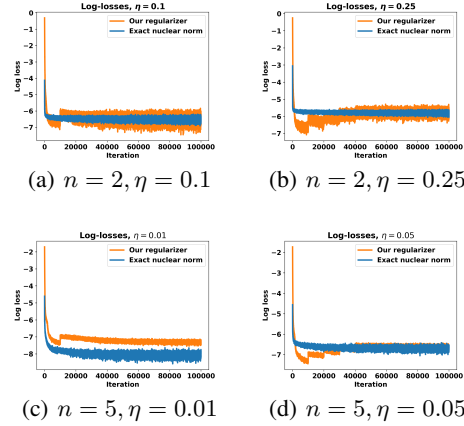 Log-losses, η = 0.1
Log loss
−1
−2
−3
−4
−5
−6
−7
Our regularizer
Exact nuclear norm
0 20000 40000 60000 80000 100000
Iteration
(a) n = 2, η = 0.1
Log-losses, η = 0.25
Log loss
−1
−2
−3
−4
−5
−6
−7
Our regularizer
Exact nuclear norm
0 20000 40000 60000 80000 100000
Iteration
(b) n = 2, η = 0.25
Log-losses, η = 0.01
Log loss
−2
−3
−4
−5
−6
−7
−8
Our regularizer
Exact nuclear norm
0 20000 40000 60000 80000 100000
Iteration
(c) n = 5, η = 0.01
Log-losses, η = 0.05
Log loss
−2
−3
−4
−5
−6
−7
Our regularizer
Exact nuclear norm
0 20000 40000 60000 80000 100000
Iteration
(d) n = 5, η = 0.05